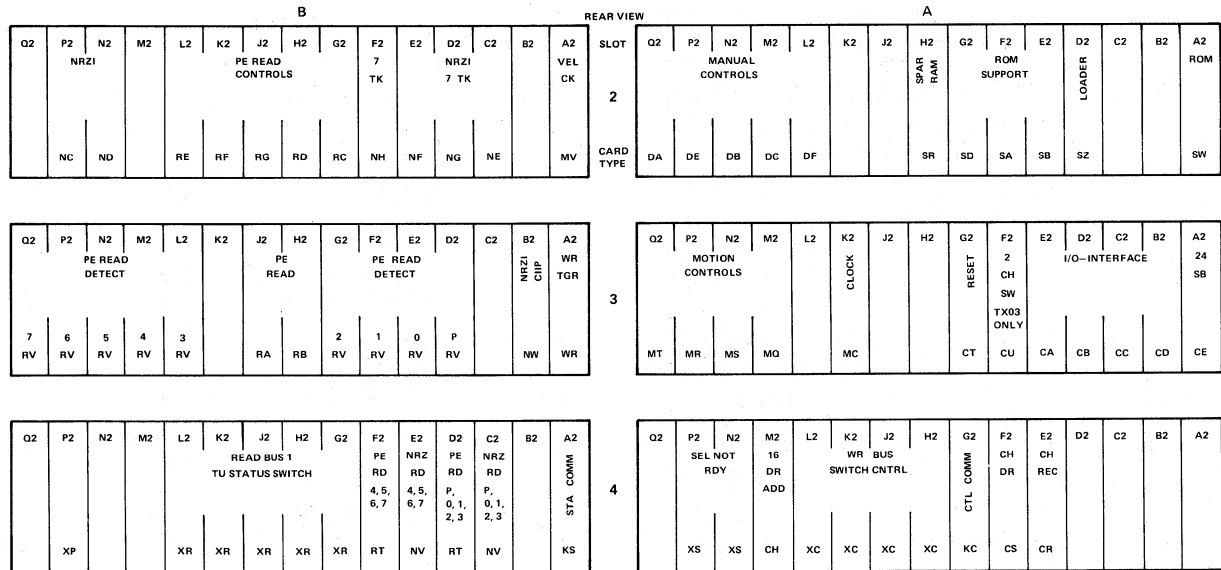 B A
REAR VIEW
Q2 P2 N2 M2 L2 K2 J2 H2 G2 F2 E2 D2 C2 B2 A2 SLOT Q2 P2 N2 M2 L2 K2 J2 H2 G2 F2 E2 D2 C2 B2 A2
NRZI PE READ CONTROLS 7 TK NRZI 7 TK VEL CK 2 MANUAL CONTROLS SPAR RAM ROM SUPPORT LOADER ROM
NC ND RE RF RG RD RC NH NF NG NE MV CARD TYPE DA DE DB DC DF SR SD SA SB SZ SW
Q2 P2 N2 M2 L2 K2 J2 H2 G2 F2 E2 D2 C2 B2 A2 Q2 P2 N2 M2 L2 K2 J2 H2 G2 F2 E2 D2 C2 B2 A2
PE READ DETECT PE READ PE READ DETECT NRZI CIIP WR TGR 3 MOTION CONTROLS CLOCK RESET 2 CH SW TX03 ONLY I/O-INTERFACE 24 SB
7 6 5 4 3 2 1 0 P
RV RV RV RV RV RA RB RV RV RV RV NW WR MT MR MS MQ MC CT CU CA CB CC CD CE
Q2 P2 N2 M2 L2 K2 J2 H2 G2 F2 E2 D2 C2 B2 A2 Q2 P2 N2 M2 L2 K2 J2 H2 G2 F2 E2 D2 C2 B2 A2
READ BUS 1 TU STATUS SWITCH PE RD 4, 5, 6, 7 NRZ RD 4, 5, 6, 7 PE RD P, 0, 1, 2, 3 NRZ RD P, 0, 1, 2, 3 STA COMM 4 SEL NOT RDY 16 DR ADD WR BUS SWITCH CNTRL CTL COMM CH DR CH REC
XP XR XR XR XR XR RT NV RT NV KS XS XS CH XC XC XC XC KC CS CR